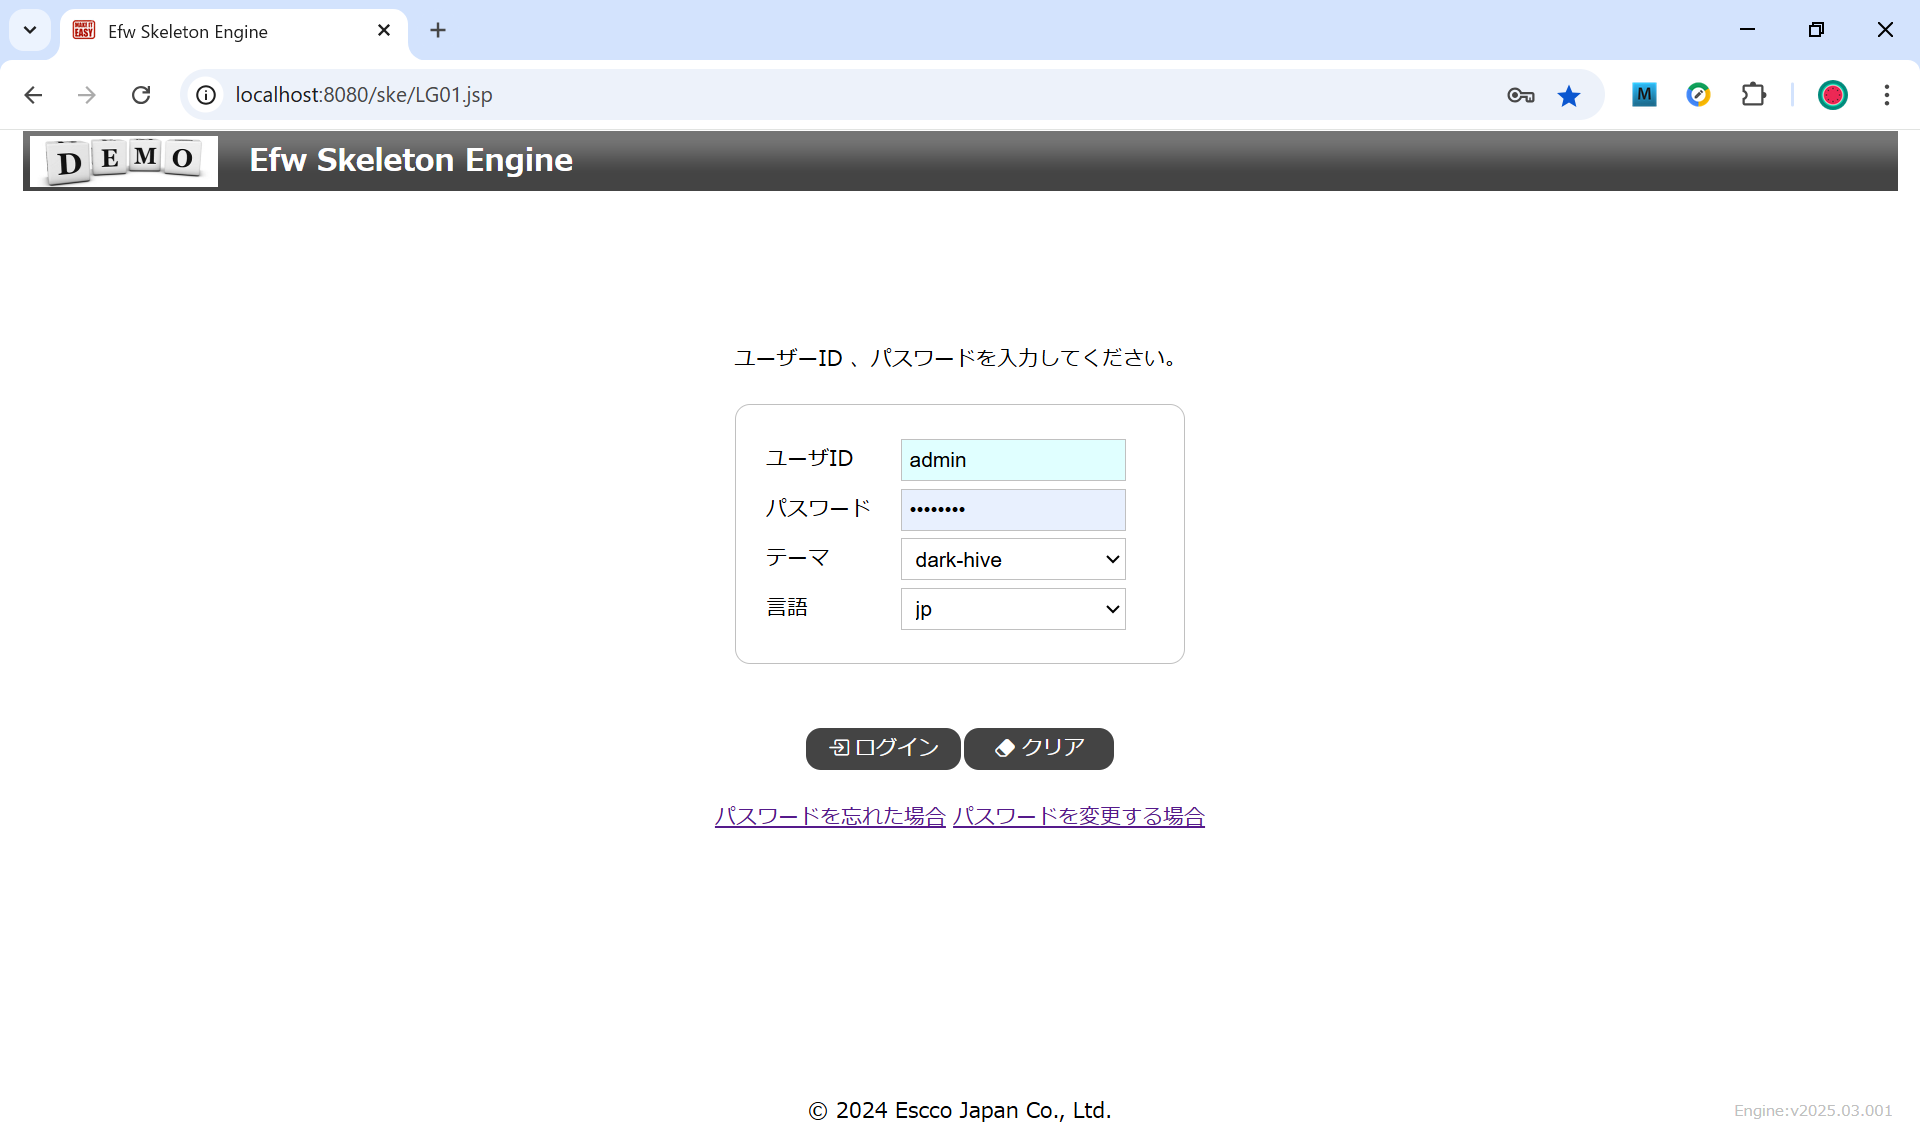 MAKE IT
EASY
Efw Skeleton Engine
localhost:8080/ske/LG01.jsp
M
DEMO
Efw Skeleton Engine
ユーザーID 、パスワードを入力してください。
ユーザID admin
パスワード ••••••••
テーマ dark-hive
言語 jp
ログイン クリア
パスワードを忘れた場合 パスワードを変更する場合
© 2024 Escco Japan Co., Ltd.
Engine:v2025.03.001